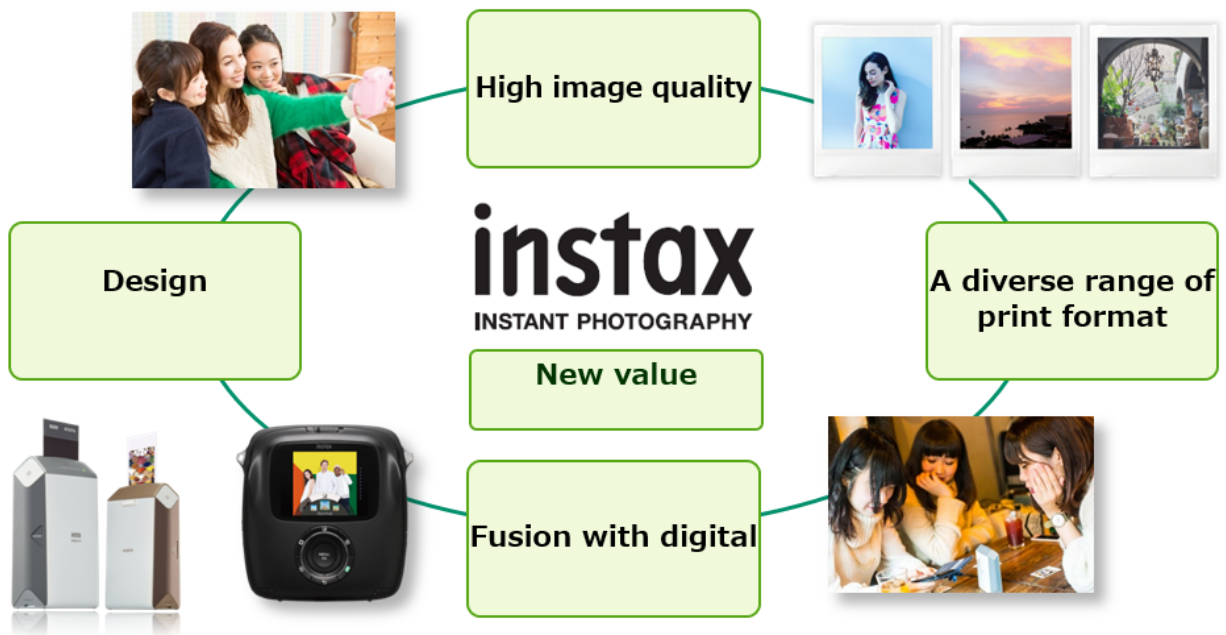 High image quality
instax
INSTANT PHOTOGRAPHY
Design
A diverse range of
print format
New value
Fusion with digital